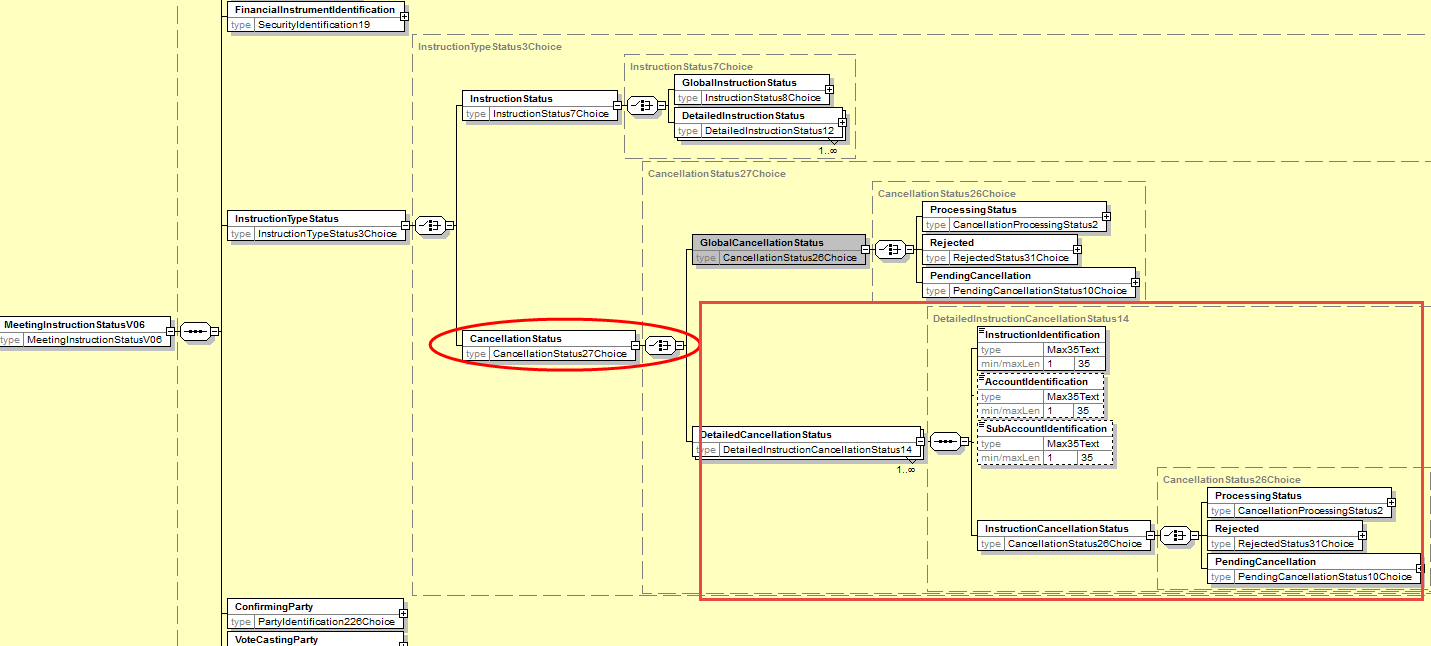 FinancialInstrumentIdentification
type SecurityIdentification19
InstructionTypeStatus3Choice
InstructionStatus7Choice
GlobalInstructionStatus
type InstructionStatus8Choice
InstructionStatus
type InstructionStatus7Choice
DetailedInstructionStatus
type DetailedInstructionStatus12
1..∞
CancellationStatus27Choice
CancellationStatus26Choice
ProcessingStatus
type CancellationProcessingStatus2
InstructionTypeStatus
type InstructionTypeStatus3Choice
GlobalCancellationStatus
type CancellationStatus26Choice
Rejected
type RejectedStatus31Choice
PendingCancellation
type PendingCancellationStatus10Choice
MeetingInstructionStatusV06
type MeetingInstructionStatusV06
CancellationStatus
type CancellationStatus27Choice
DetailedInstructionCancellationStatus14
InstructionIdentification
type Max35Text
min/maxLen 1 35
AccountIdentification
type Max35Text
min/maxLen 1 35
SubAccountIdentification
type Max35Text
min/maxLen 1 35
DetailedCancellationStatus
type DetailedInstructionCancellationStatus14
1..∞
CancellationStatus26Choice
ProcessingStatus
type CancellationProcessingStatus2
InstructionCancellationStatus
type CancellationStatus26Choice
Rejected
type RejectedStatus31Choice
PendingCancellation
type PendingCancellationStatus10Choice
ConfirmingParty
type PartyIdentification226Choice
VoteCastingParty